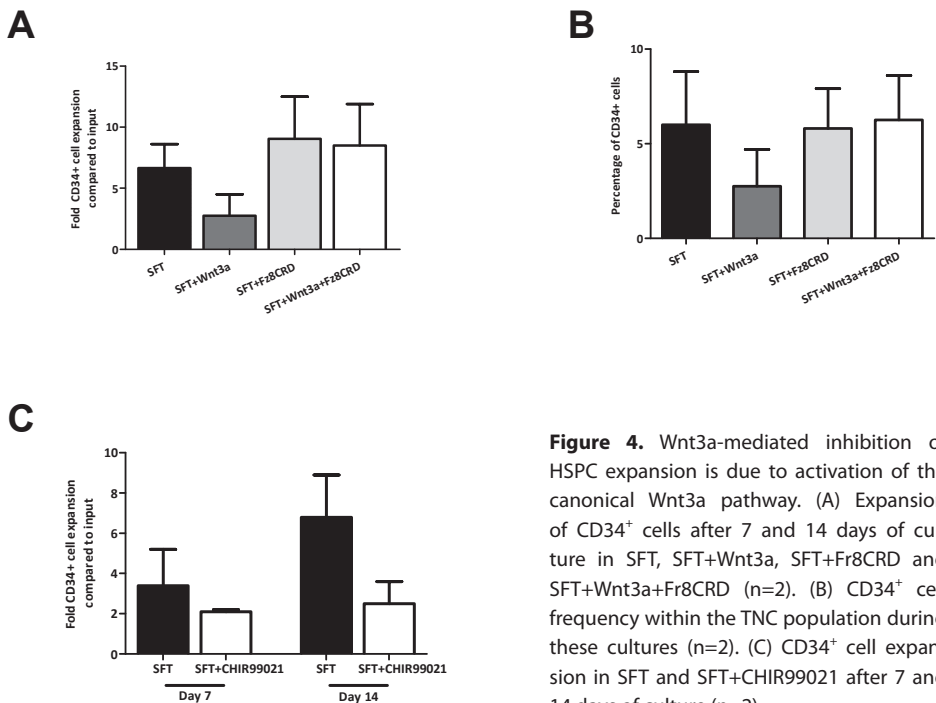 A
15
10
5
0
Fold CD34+ cell expansion
compared to input
SFT
SFT+Wnt3a
SFT+Fz8CRD
SFT+Wnt3a+Fz8CRD
B
10
5
0
Percentage of CD34+ cells
SFT
SFT+Wnt3a
SFT+Fz8CRD
SFT+Wnt3a+Fz8CRD
C
10
8
6
4
2
0
Fold CD34+ cell expansion
compared to input
SFT SFT+CHIR99021 SFT SFT+CHIR99021
Day 7 Day 14
Figure 4. Wnt3a-mediated inhibition o
HSPC expansion is due to activation of th
canonical Wnt3a pathway. (A) Expansion
of CD34+ cells after 7 and 14 days of cul
ture in SFT, SFT+Wnt3a, SFT+Fr8CRD and
SFT+Wnt3a+Fr8CRD (n=2). (B) CD34+ ce
frequency within the TNC population during
these cultures (n=2). (C) CD34+ cell expan
sion in SFT and SFT+CHIR99021 after 7 and
14 days of culture